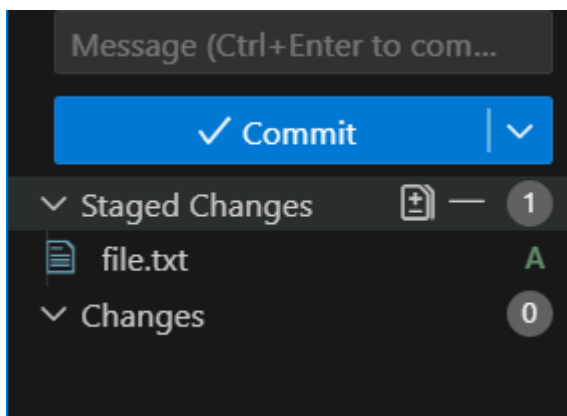 Message (Ctrl+Enter to com...
Commit
Staged Changes 1
file.txt A
Changes 0